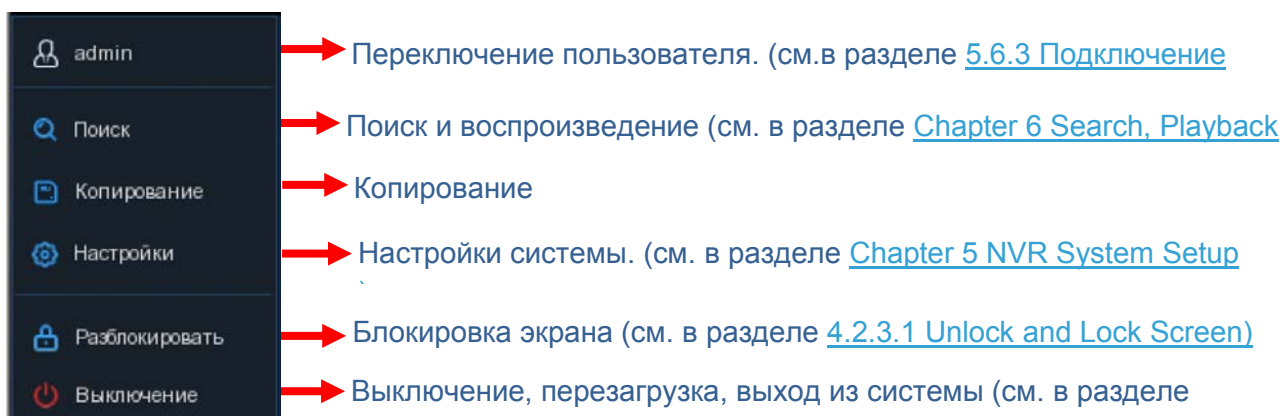 admin Переключение пользователя. (см.в разделе 5.6.3 Подключение
Поиск Поиск и воспроизведение (см. в разделе Chapter 6 Search, Playback
Копирование Копирование
Настройки Настройки системы. (см. в разделе Chapter 5 NVR System Setup
Разблокировать Блокировка экрана (см. в разделе 4.2.3.1 Unlock and Lock Screen)
Выключение Выключение, перезагрузка, выход из системы (см. в разделе